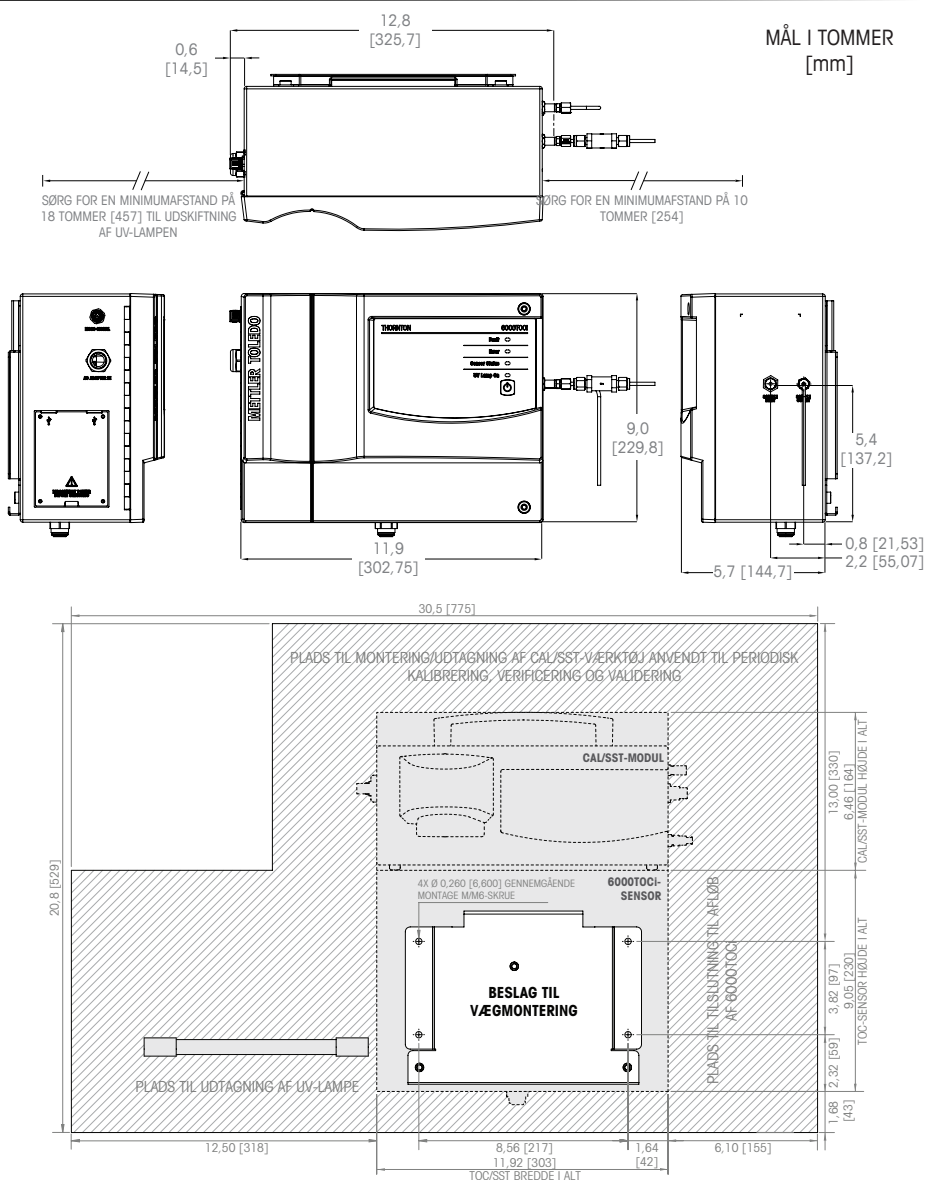 12,8
[325,7]
0,6
[14,5]
MÅL I TOMMER
[mm]
SØRG FOR EN MINIMUMAFSTAND PÅ
18 TOMMER [457] TIL UDSKIFTNING
AF UV-LAMPEN
SØRG FOR EN MINIMUMAFSTAND PÅ 10
TOMMER [254]
METTLER TOLEDO
THORNTON 6000TOCi
Fault
Error
Sensor Status
UV Lamp On
9,0
[229,8]
11,9
[302,75]
5,4
[137,2]
0,8 [21,53]
2,2 [55,07]
5,7 [144,7]
30,5 [775]
20,8 [529]
PLADS TIL MONTERING/UDTAGNING AF CAL/SST-VÆRKTØJ ANVENDT TIL PERIODISK
KALIBRERING, VERIFICERING OG VALIDERING
CAL/SST-MODUL
13,00 [330]
6,46 [164]
CAL/SST-MODUL HØJDE I ALT
4X Ø 0,260 [6,600] GENNEMGÅENDE
MONTAGE M/M6-SKRUE
6000TOCi-
SENSOR
BESLAG TIL
VÆGMONTERING
PLADS TIL TILSLUTNING TIL AFLØB
AF 6000TOCi
3,82 [97]
9,05 [230]
TOC-SENSOR HØJDE I ALT
2,32 [59]
1,68
[43]
PLADS TIL UDTAGNING AF UV-LAMPE
12,50 [318]
8,56 [217]
1,64
[42]
6,10 [155]
11,92 [303]
TOC/SST BREDDE I ALT